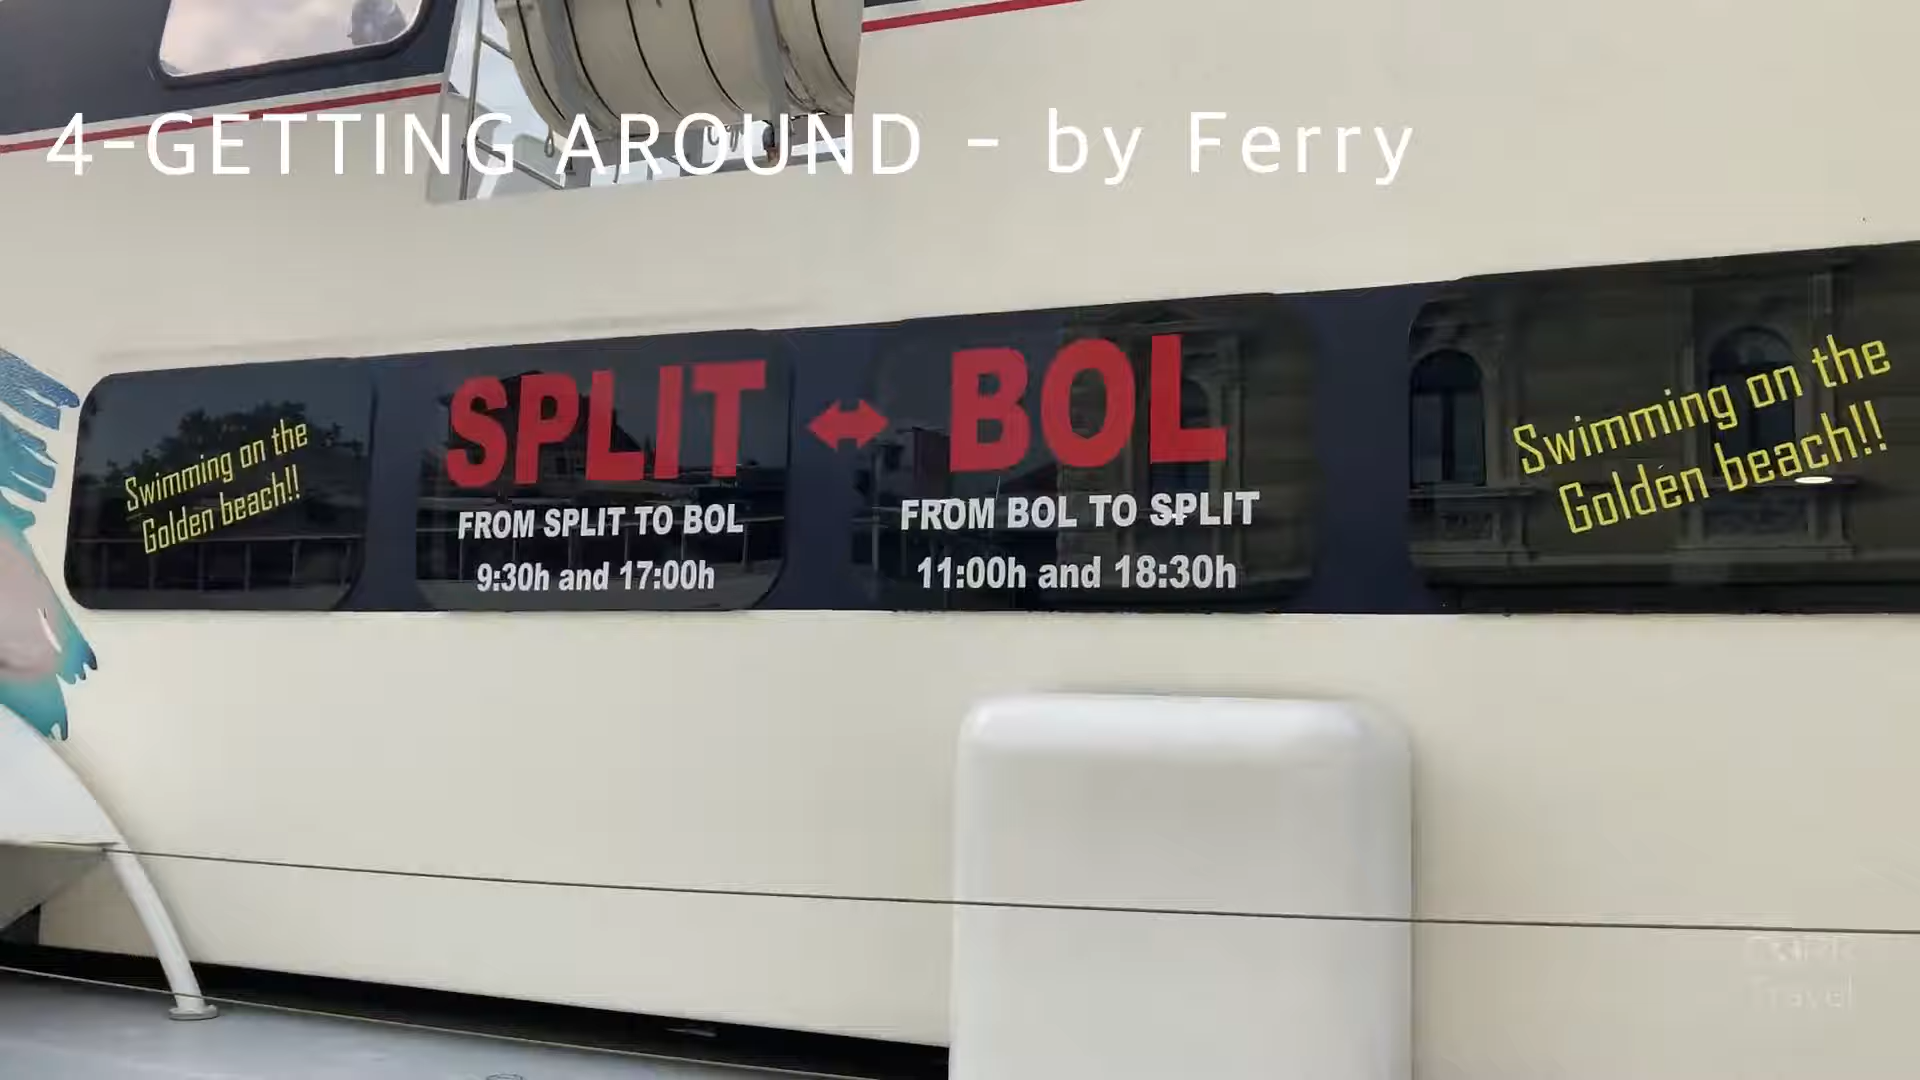 4-GETTING AROUND - by Ferry
Swimming on the
Golden beach!!
SPLIT ↔ BOL
FROM SPLIT TO BOL
9:30h and 17:00h
FROM BOL TO SPLIT
11:00h and 18:30h
Swimming on the
Golden beach!!
Travel